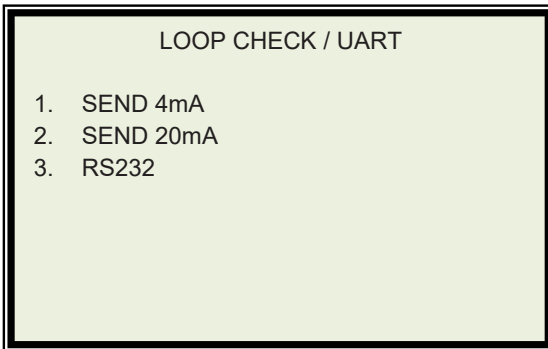 LOOP CHECK / UART
1. SEND 4mA
2. SEND 20mA
3. RS232